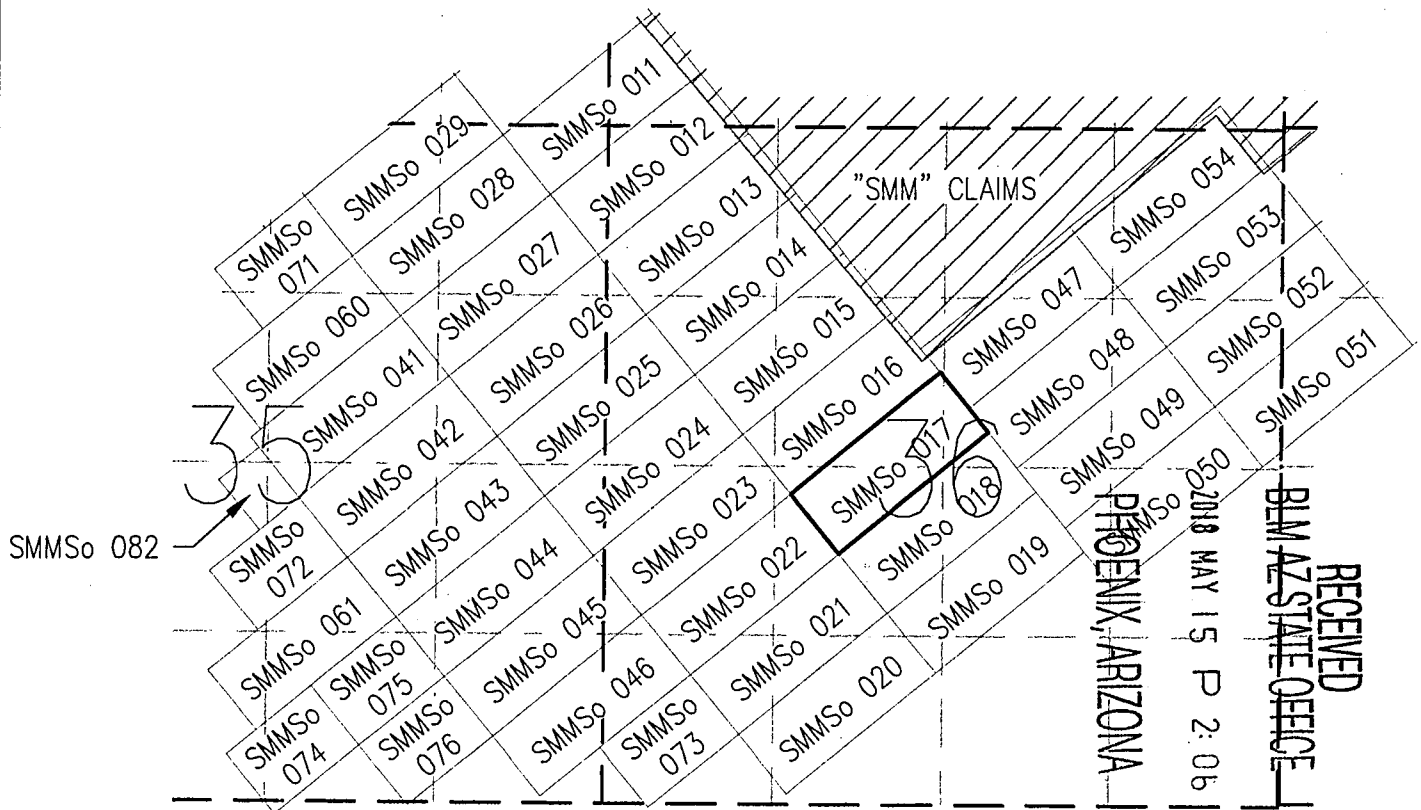 SMMSo 011
SMMSo 029
SMMSo 012
SMMSo 028
SMMSo 054
"SMM" CLAIMS
SMMSo 013
SMMSo
071
SMMSo 027
SMMSo 053
SMMSo 014
SMMSo 047
SMMSo 060
SMMSo 026
SMMSo 052
SMMSo 015
SMMSo 048
SMMSo 041
SMMSo 025
SMMSo 051
SMMSo 016
35
SMMSo 042
SMMSo 024
SMMSo 049
SMMSo 017
36
SMMSo 018
SMMSo 050
SMMSo 082
SMMSo
072
SMMSo 043
SMMSo 023
SMMSo 044
SMMSo 022
SMMSo 019
SMMSo 061
SMMSo 045
SMMSo 021
SMMSo
075
SMMSo 046
SMMSo 020
SMMSo
074
SMMSo
076
SMMSo
073
RECEIVED
BLM AZ STATE OFFICE
2018 MAY 15 P 2:06
PHOENIX, ARIZONA